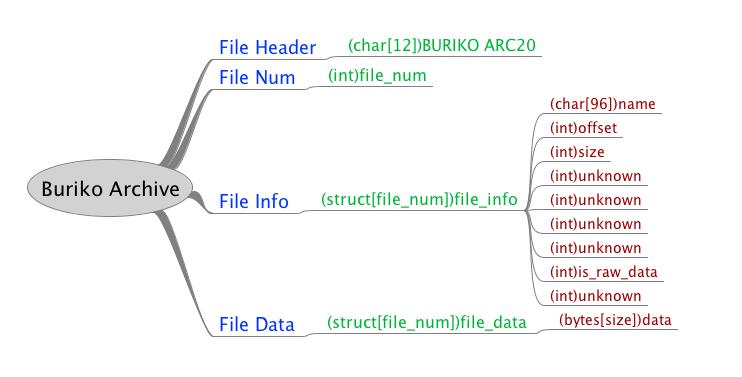 Buriko Archive
File Header
(char[12])BURIKO ARC20
File Num
(int)file_num
File Info
(struct[file_num])file_info
(char[96])name
(int)offset
(int)size
(int)unknown
(int)unknown
(int)unknown
(int)unknown
(int)is_raw_data
(int)unknown
File Data
(struct[file_num])file_data
(bytes[size])data